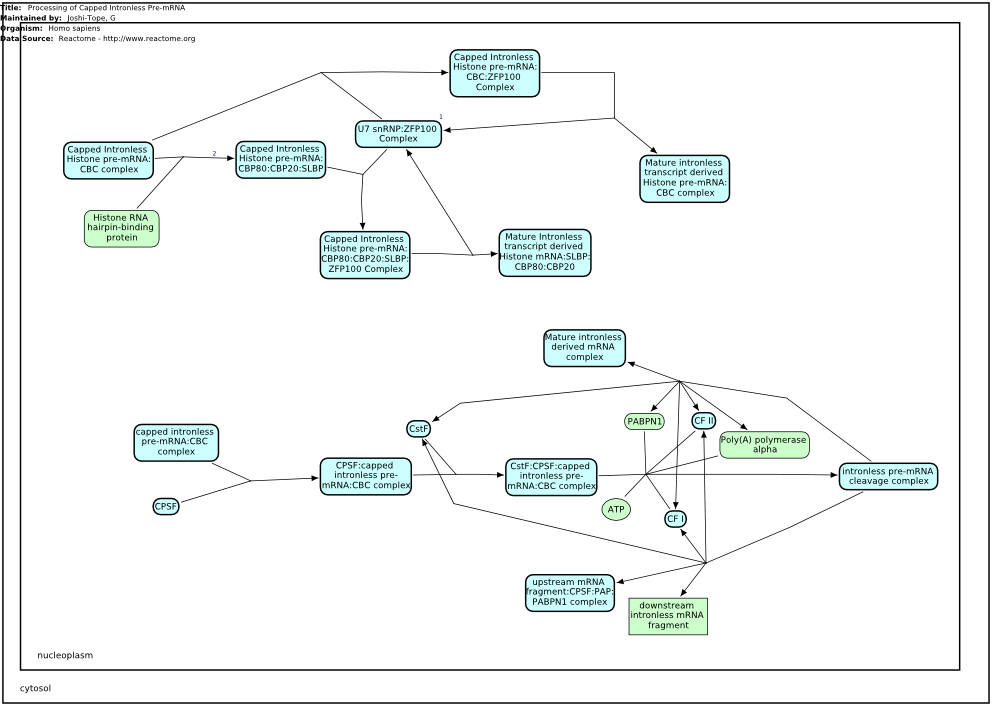 Title: Processing of Capped Intronless Pre-mRNA
Maintained by: Joshi-Tope, G
Organism: Homo sapiens
Data Source: Reactome - http://www.reactome.org
Capped Intronless
Histone pre-mRNA:
CBC:ZFP100
Complex
1
U7 snRNP:ZFP100
Complex
Capped Intronless
Histone pre-mRNA:
CBC complex
2
Capped Intronless
Histone pre-mRNA:
CBP80:CBP20:SLBP
Mature intronless
transcript derived
Histone pre-mRNA:
CBC complex
Histone RNA
hairpin-binding
protein
Capped Intronless
Histone pre-mRNA:
CBP80:CBP20:SLBP:
ZFP100 Complex
Mature Intronless
transcript derived
Histone mRNA:SLBP:
CBP80:CBP20
Mature intronless
derived mRNA
complex
PABPN1
CF II
CstF
Poly(A) polymerase
alpha
capped intronless
pre-mRNA:CBC
complex
CPSF:capped
intronless pre-
mRNA:CBC complex
CstF:CPSF:capped
intronless pre-
mRNA:CBC complex
intronless pre-mRNA
cleavage complex
CPSF
ATP
CF I
upstream mRNA
fragment:CPSF:PAP:
PABPN1 complex
downstream
intronless mRNA
fragment
nucleoplasm
cytosol